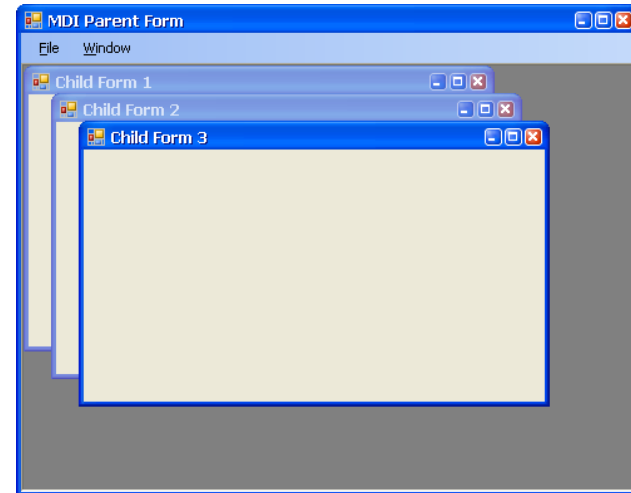 MDI Parent Form
File Window
Child Form 1
Child Form 2
Child Form 3